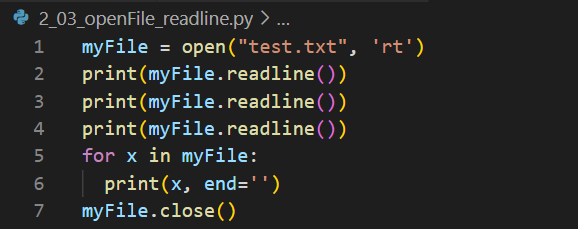 2_03_openFile_readline.py > ...
1 myFile = open("test.txt", 'rt')
2 print(myFile.readline())
3 print(myFile.readline())
4 print(myFile.readline())
5 for x in myFile:
6   print(x, end='')
7 myFile.close()